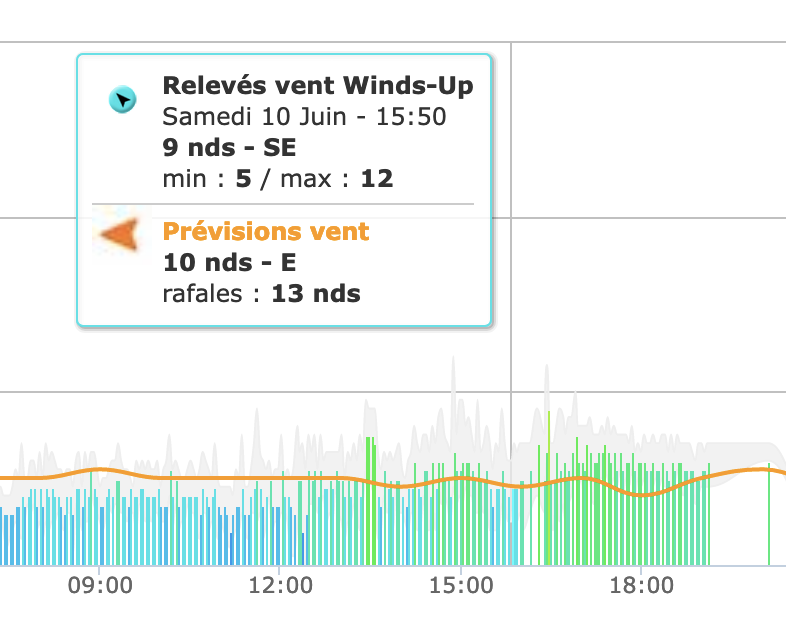 Relevés vent Winds-Up
Samedi 10 Juin - 15:50
9 nds - SE
min : 5 / max : 12
Prévisions vent
10 nds - E
rafales : 13 nds
09:00 12:00 15:00 18:00